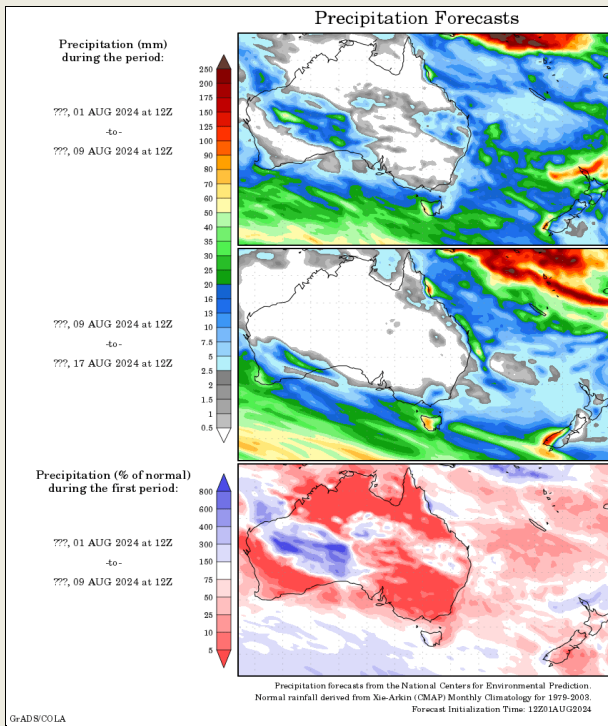 Precipitation Forecasts
Precipitation (mm)
during the period:
???, 01 AUG 2024 at 12Z
-to-
???, 09 AUG 2024 at 12Z
250
200
175
150
125
100
90
80
70
60
50
40
35
30
25
20
16
13
10
7.5
5
2.5
2
1.5
1
0.5
???, 09 AUG 2024 at 12Z
-to-
???, 17 AUG 2024 at 12Z
Precipitation (% of normal)
during the first period:
???, 01 AUG 2024 at 12Z
-to-
???, 09 AUG 2024 at 12Z
800
600
400
300
150
75
50
25
10
5
Precipitation forecasts from the National Centers for Environmental Prediction.
Normal rainfall derived from Xie-Arkin (CMAP) Monthly Climatology for 1979-2003.
Forecast Initialization Time: 12Z01AUG2024
GrADS/COLA